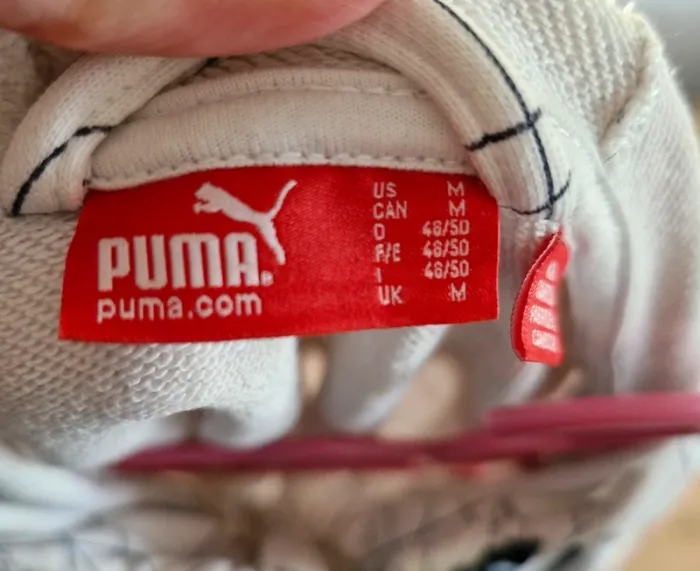 PUMA
puma.com
US M
CAN M
D 48/50
F/E 48/50
I 48/50
UK M